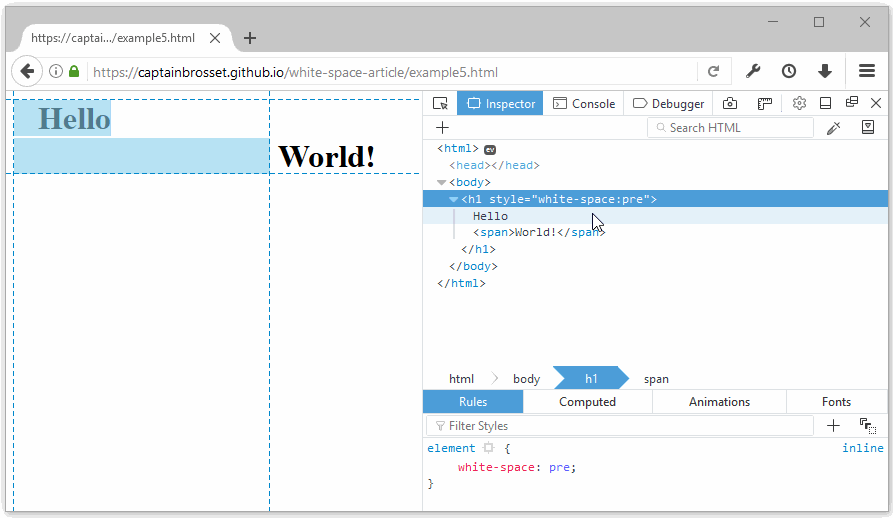 https://captai.../example5.html
https://captainbrosset.github.io/white-space-article/example5.html
Hello
World!
Inspector Console Debugger
Search HTML
<html> ev
<head></head>
<body>
<h1 style="white-space:pre">
Hello
<span>World!</span>
</h1>
</body>
</html>
html body h1 span
Rules Computed Animations Fonts
Filter Styles
element { inline
white-space: pre;
}